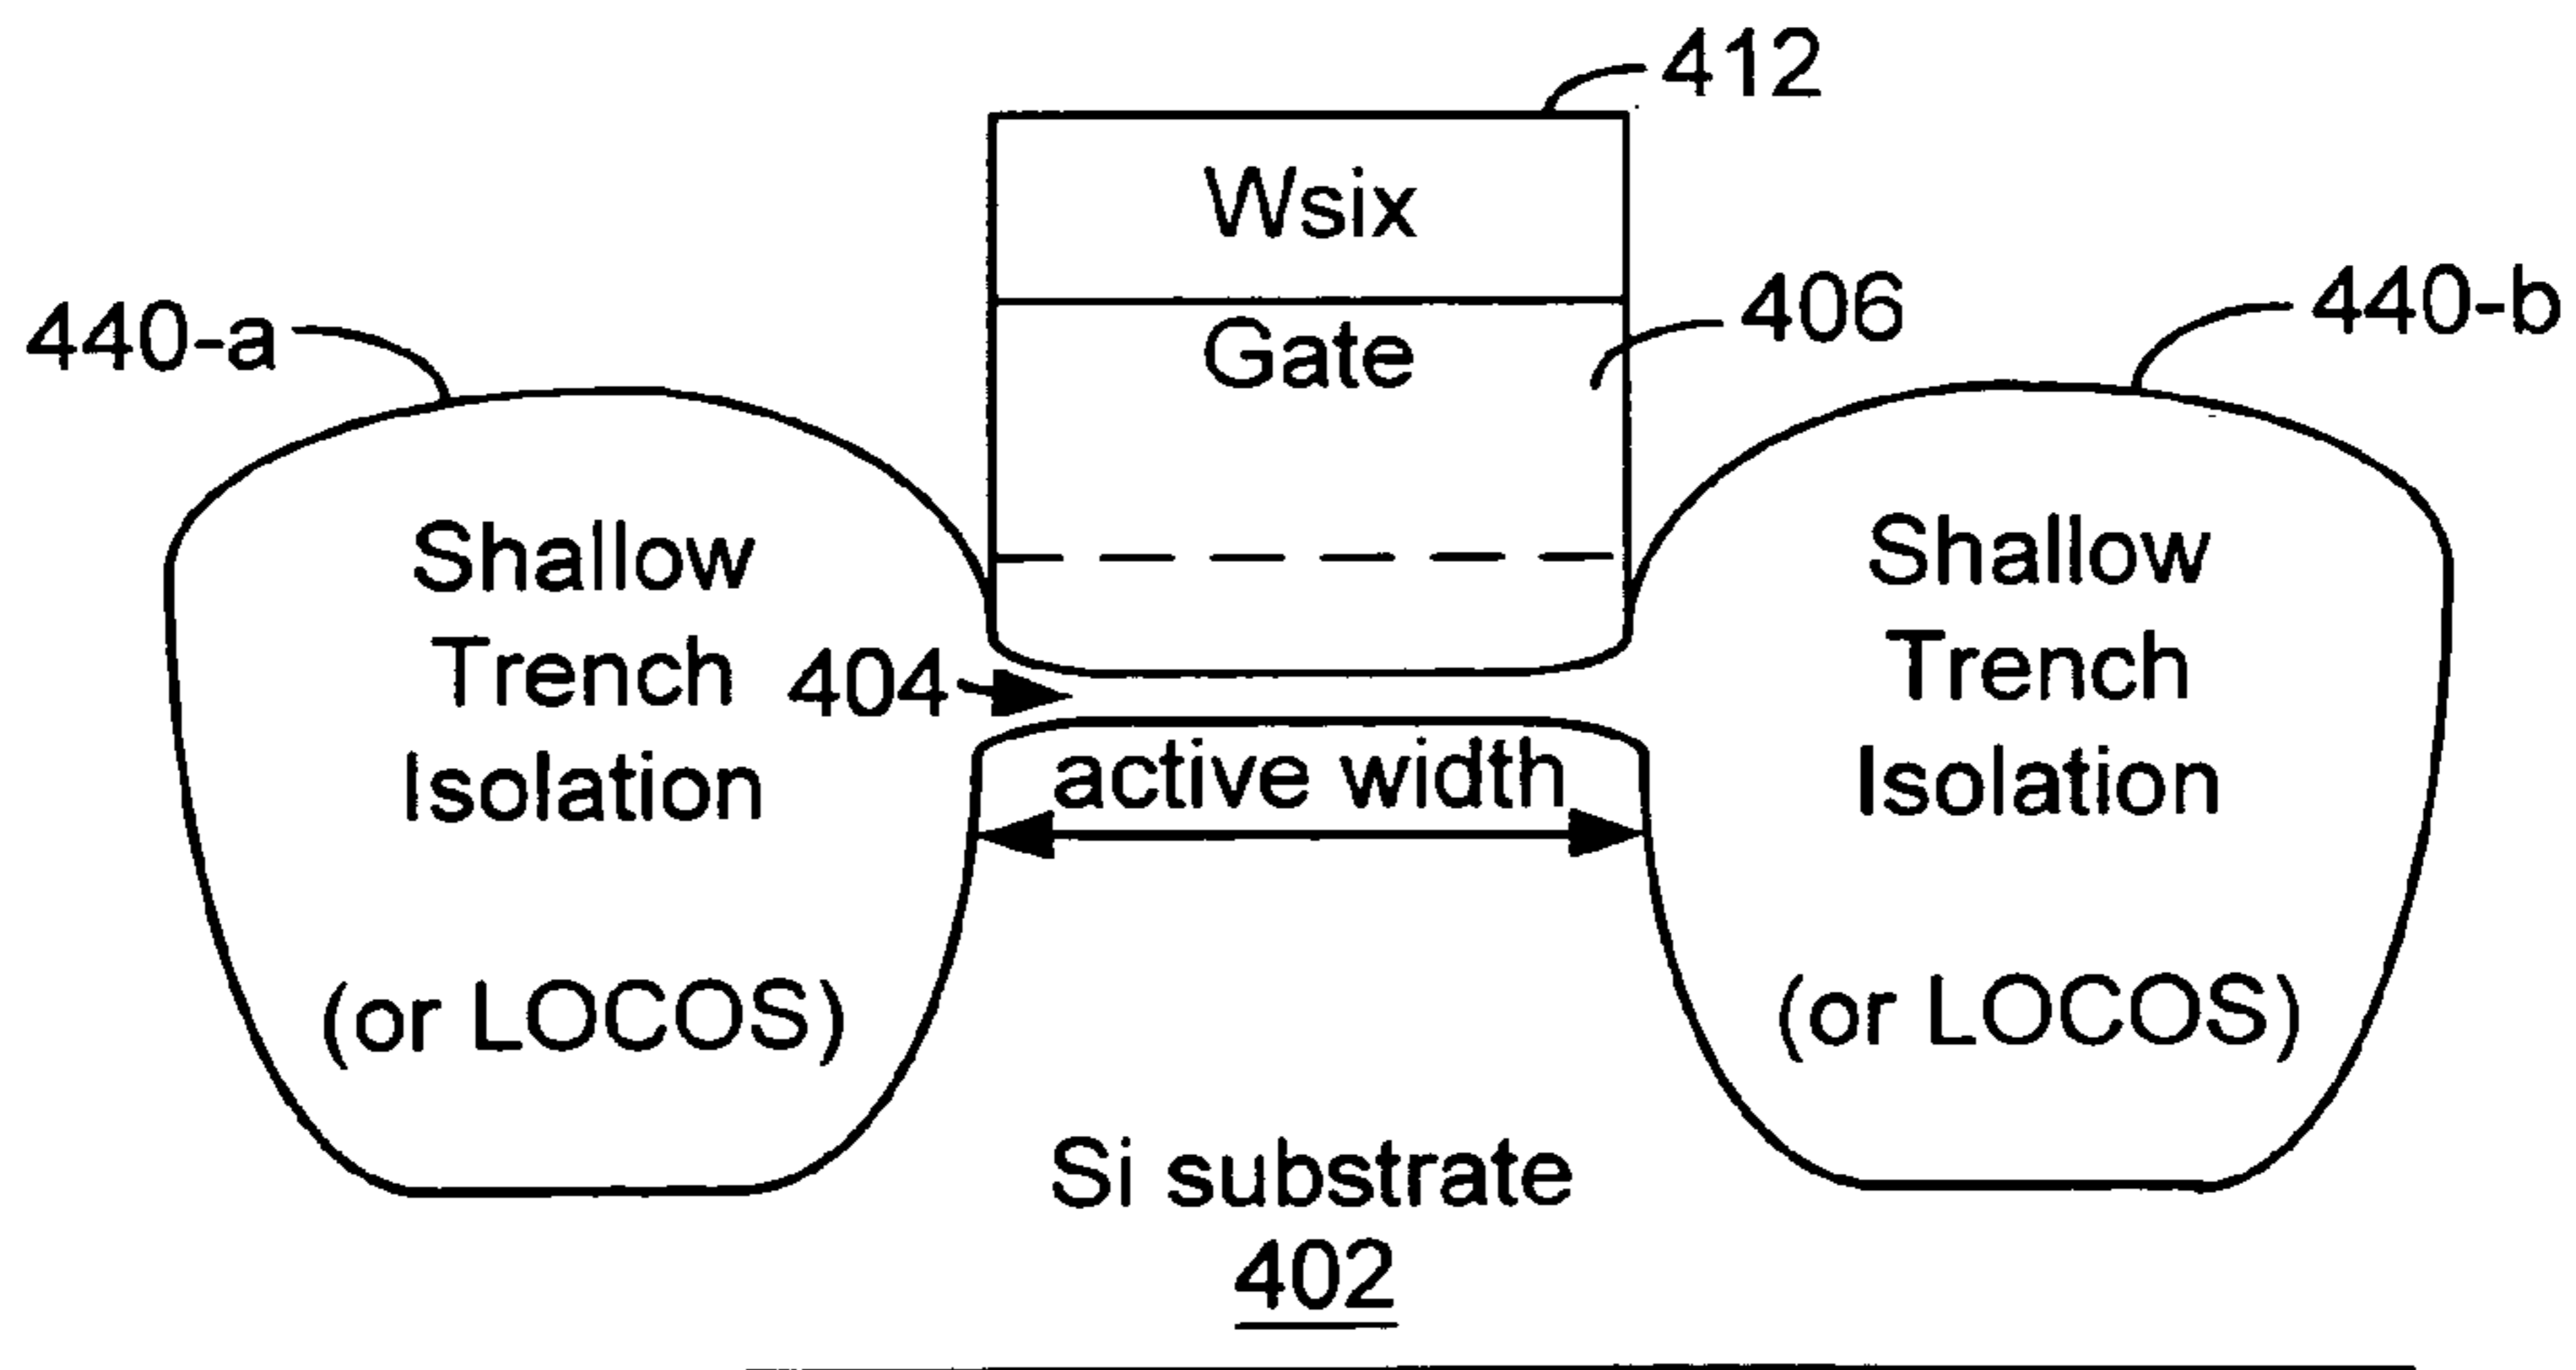 412
Wsix
440-a
Gate
406
440-b
Shallow
Trench
Isolation
(or LOCOS)
404
active width
Shallow
Trench
Isolation
(or LOCOS)
Si substrate
402